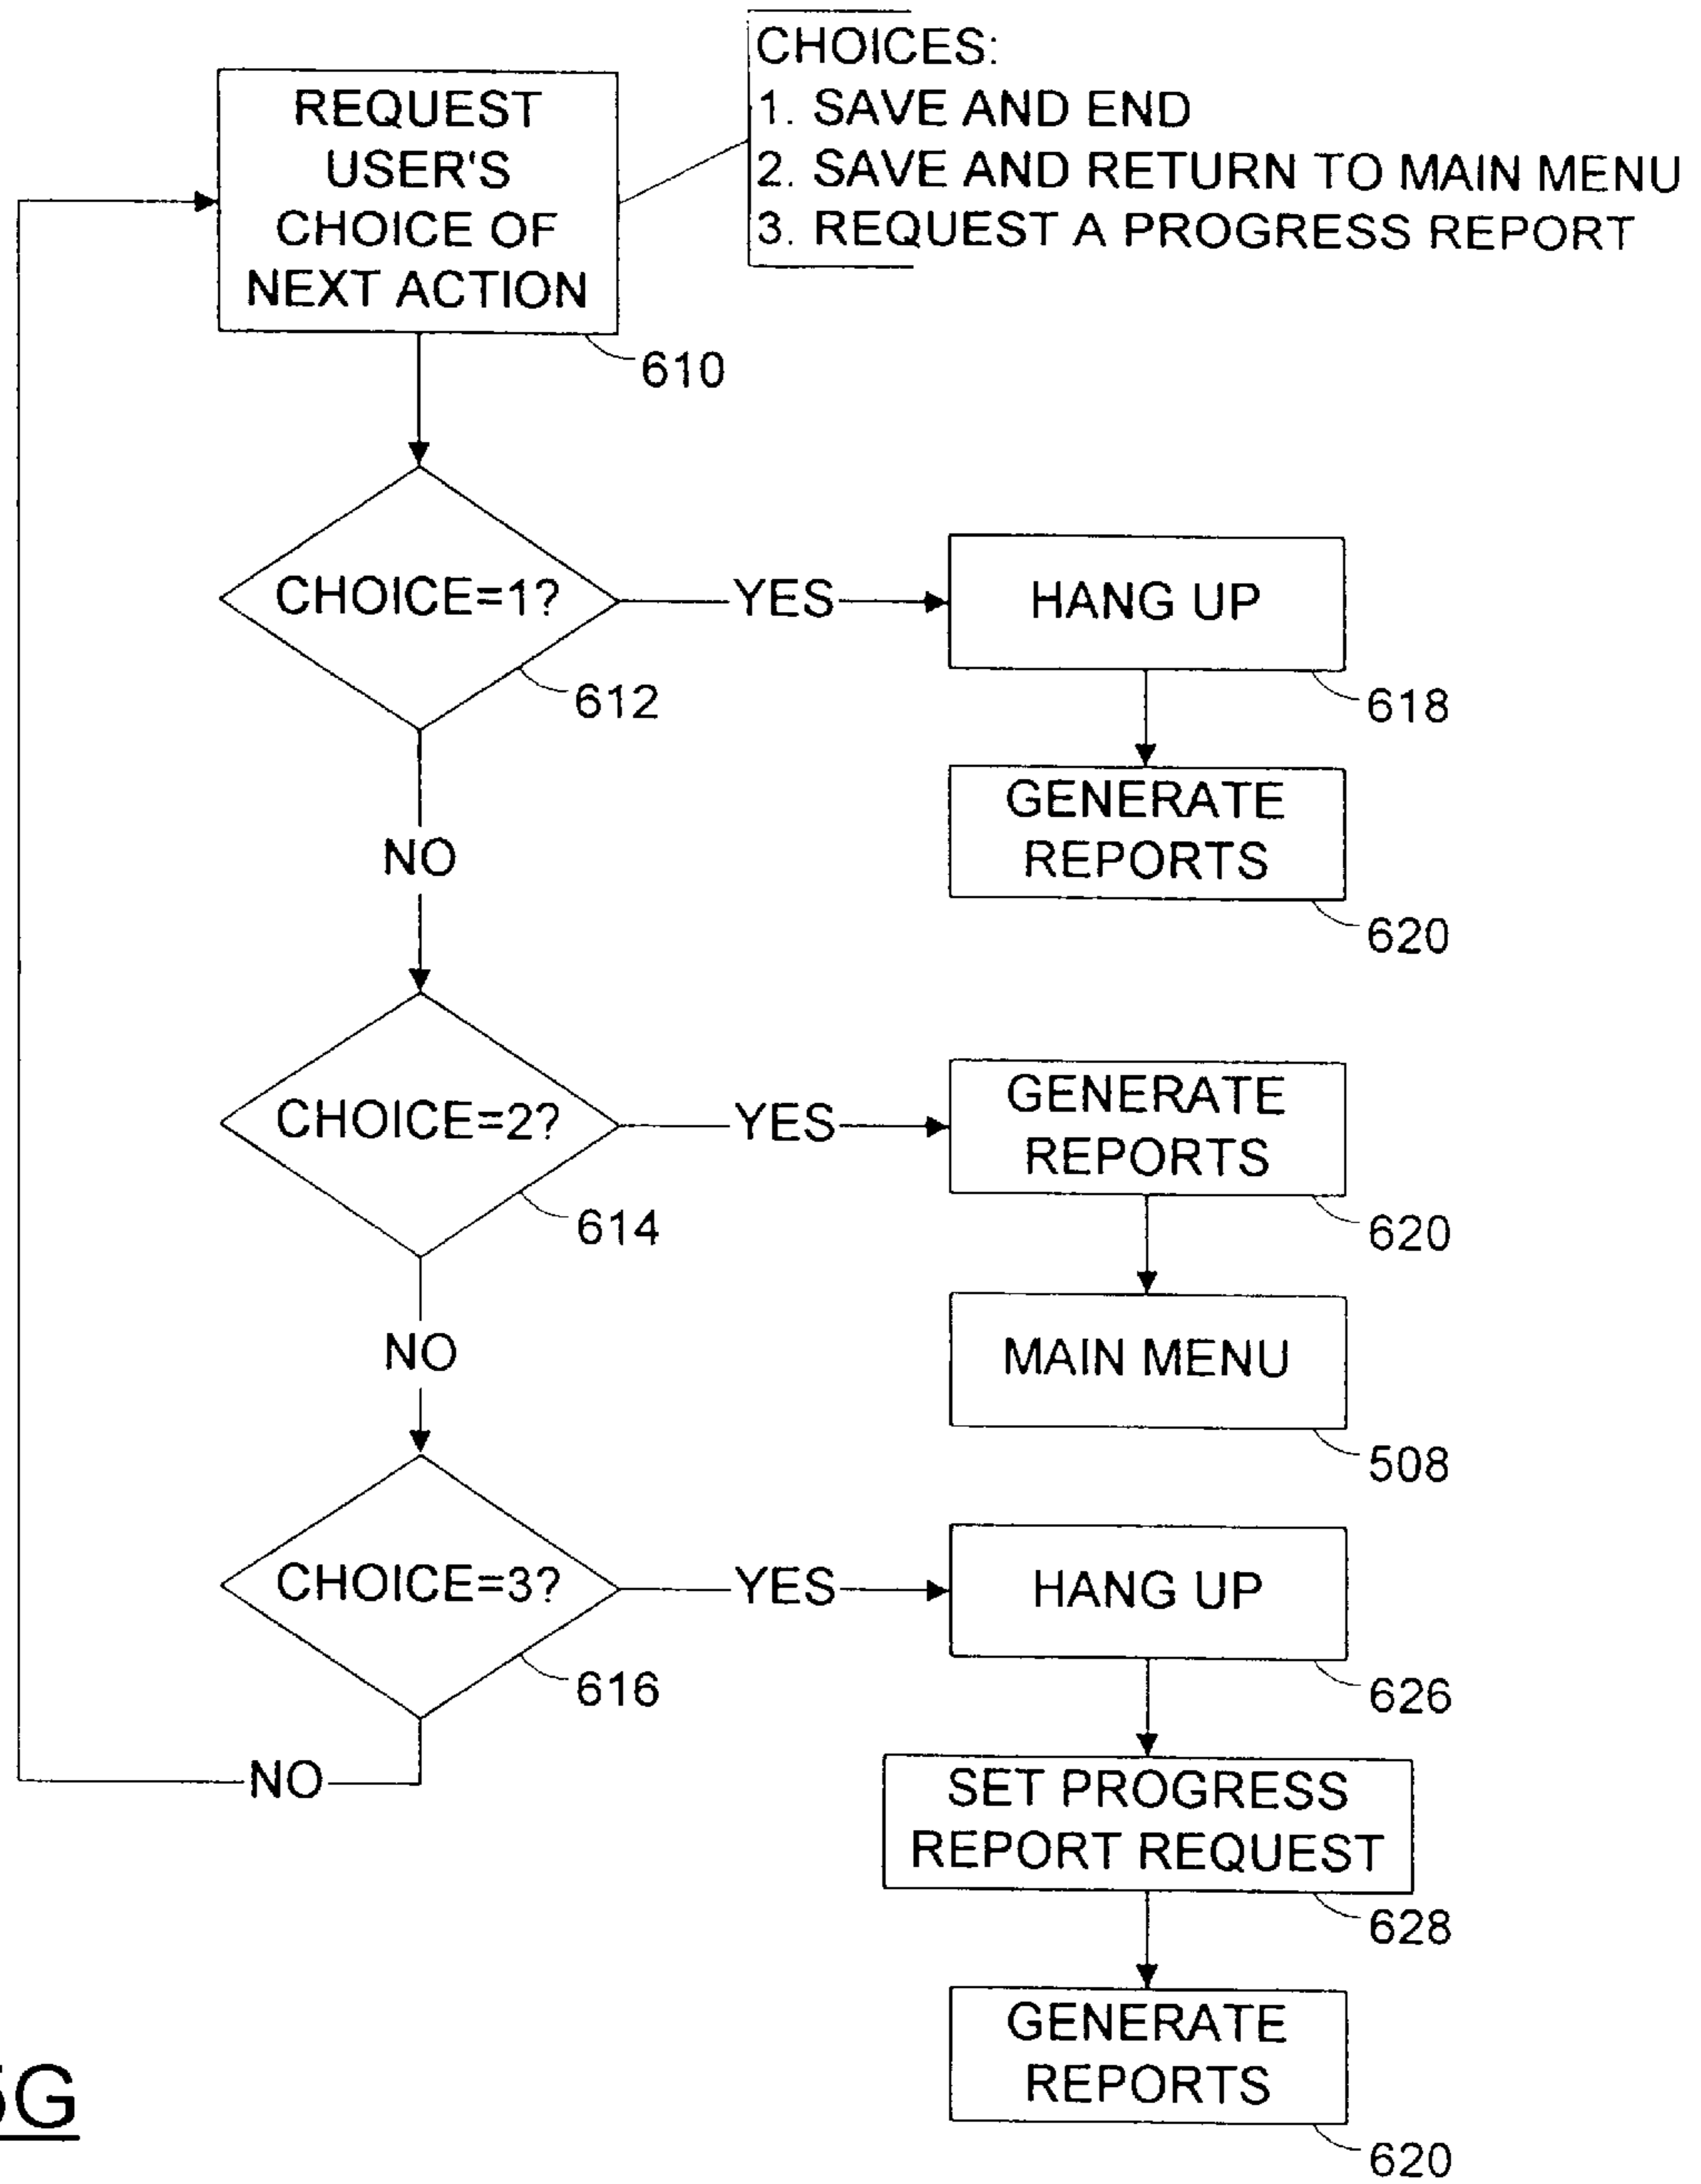 REQUEST
USER'S
CHOICE OF
NEXT ACTION
610
CHOICES:
1. SAVE AND END
2. SAVE AND RETURN TO MAIN MENU
3. REQUEST A PROGRESS REPORT
CHOICE=1?
612
YES
HANG UP
618
GENERATE
REPORTS
620
NO
CHOICE=2?
614
YES
GENERATE
REPORTS
620
MAIN MENU
508
NO
CHOICE=3?
616
YES
HANG UP
626
NO
SET PROGRESS
REPORT REQUEST
628
GENERATE
REPORTS
620
5G